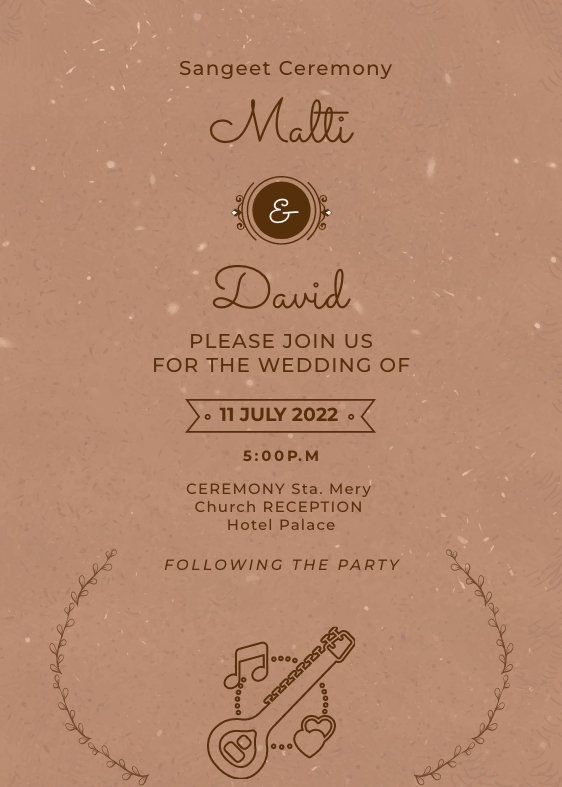 Sangeet Ceremony
Malti
&
David
PLEASE JOIN US
FOR THE WEDDING OF
11 JULY 2022
5:00P.M
CEREMONY Sta. Mery
Church RECEPTION
Hotel Palace
FOLLOWING THE PARTY